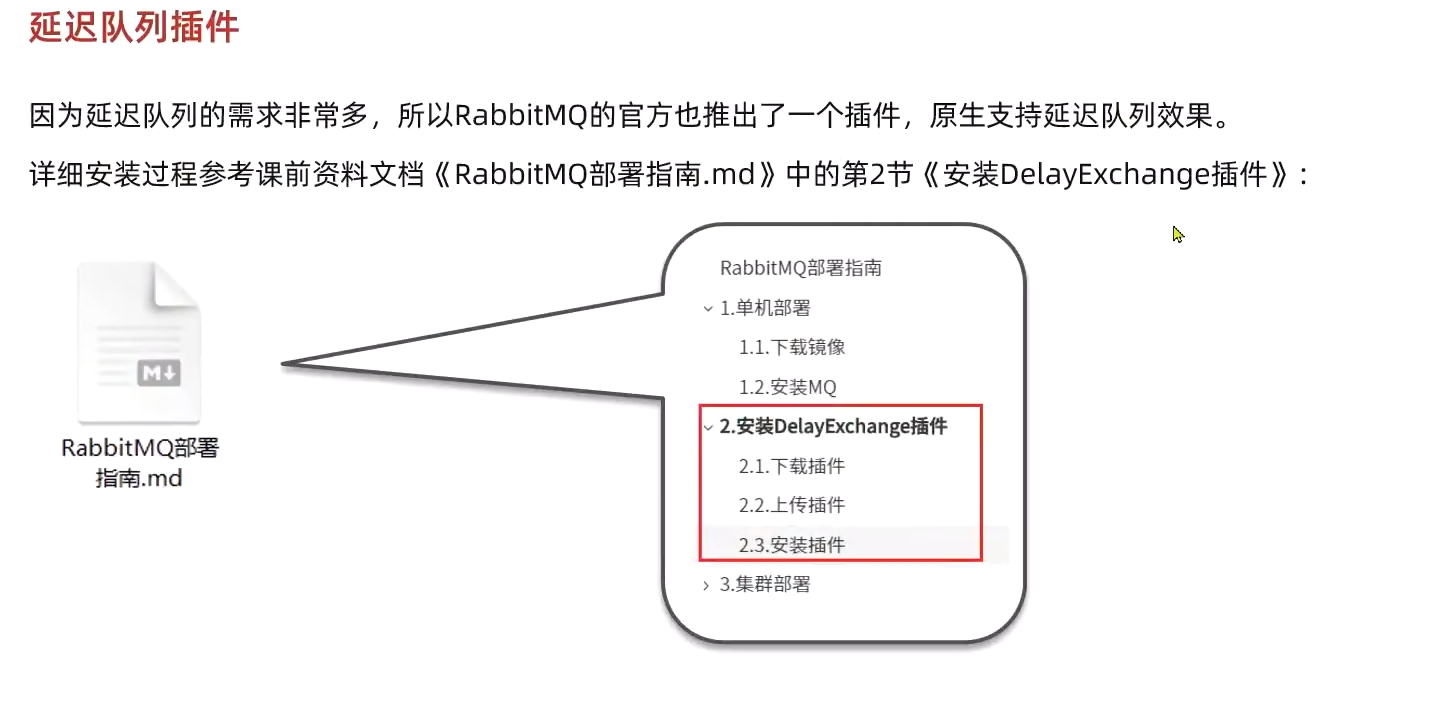 延迟队列插件
因为延迟队列的需求非常多，所以RabbitMQ的官方也推出了一个插件，原生支持延迟队列效果。
详细安装过程参考课前资料文档《RabbitMQ部署指南.md》中的第2节《安装DelayExchange插件》：
M
RabbitMQ部署
指南.md
RabbitMQ部署指南
1.单机部署
1.1.下载镜像
1.2.安装MQ
2.安装DelayExchange插件
2.1.下载插件
2.2.上传插件
2.3.安装插件
3.集群部署